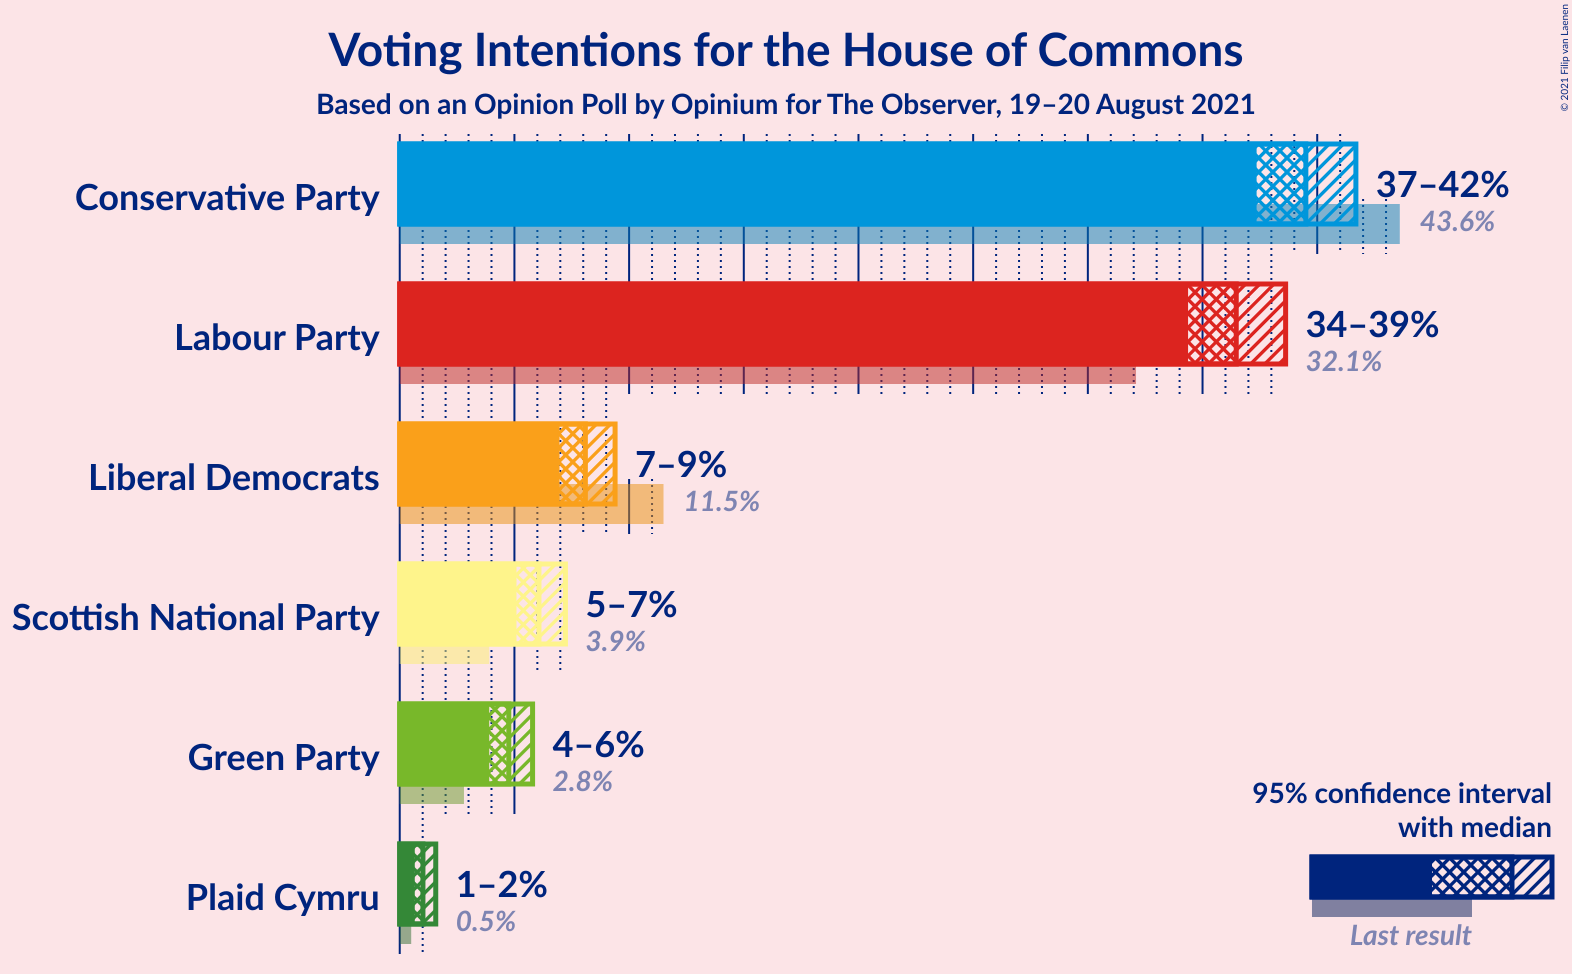 Voting Intentions for the House of Commons
Based on an Opinion Poll by Opinium for The Observer, 19–20 August 2021
© 2021 Filip van Laenen
Conservative Party
37–42%
43.6%
Labour Party
34–39%
32.1%
Liberal Democrats
7–9%
11.5%
Scottish National Party
5–7%
3.9%
Green Party
4–6%
2.8%
Plaid Cymru
1–2%
0.5%
95% confidence interval
with median
Last result